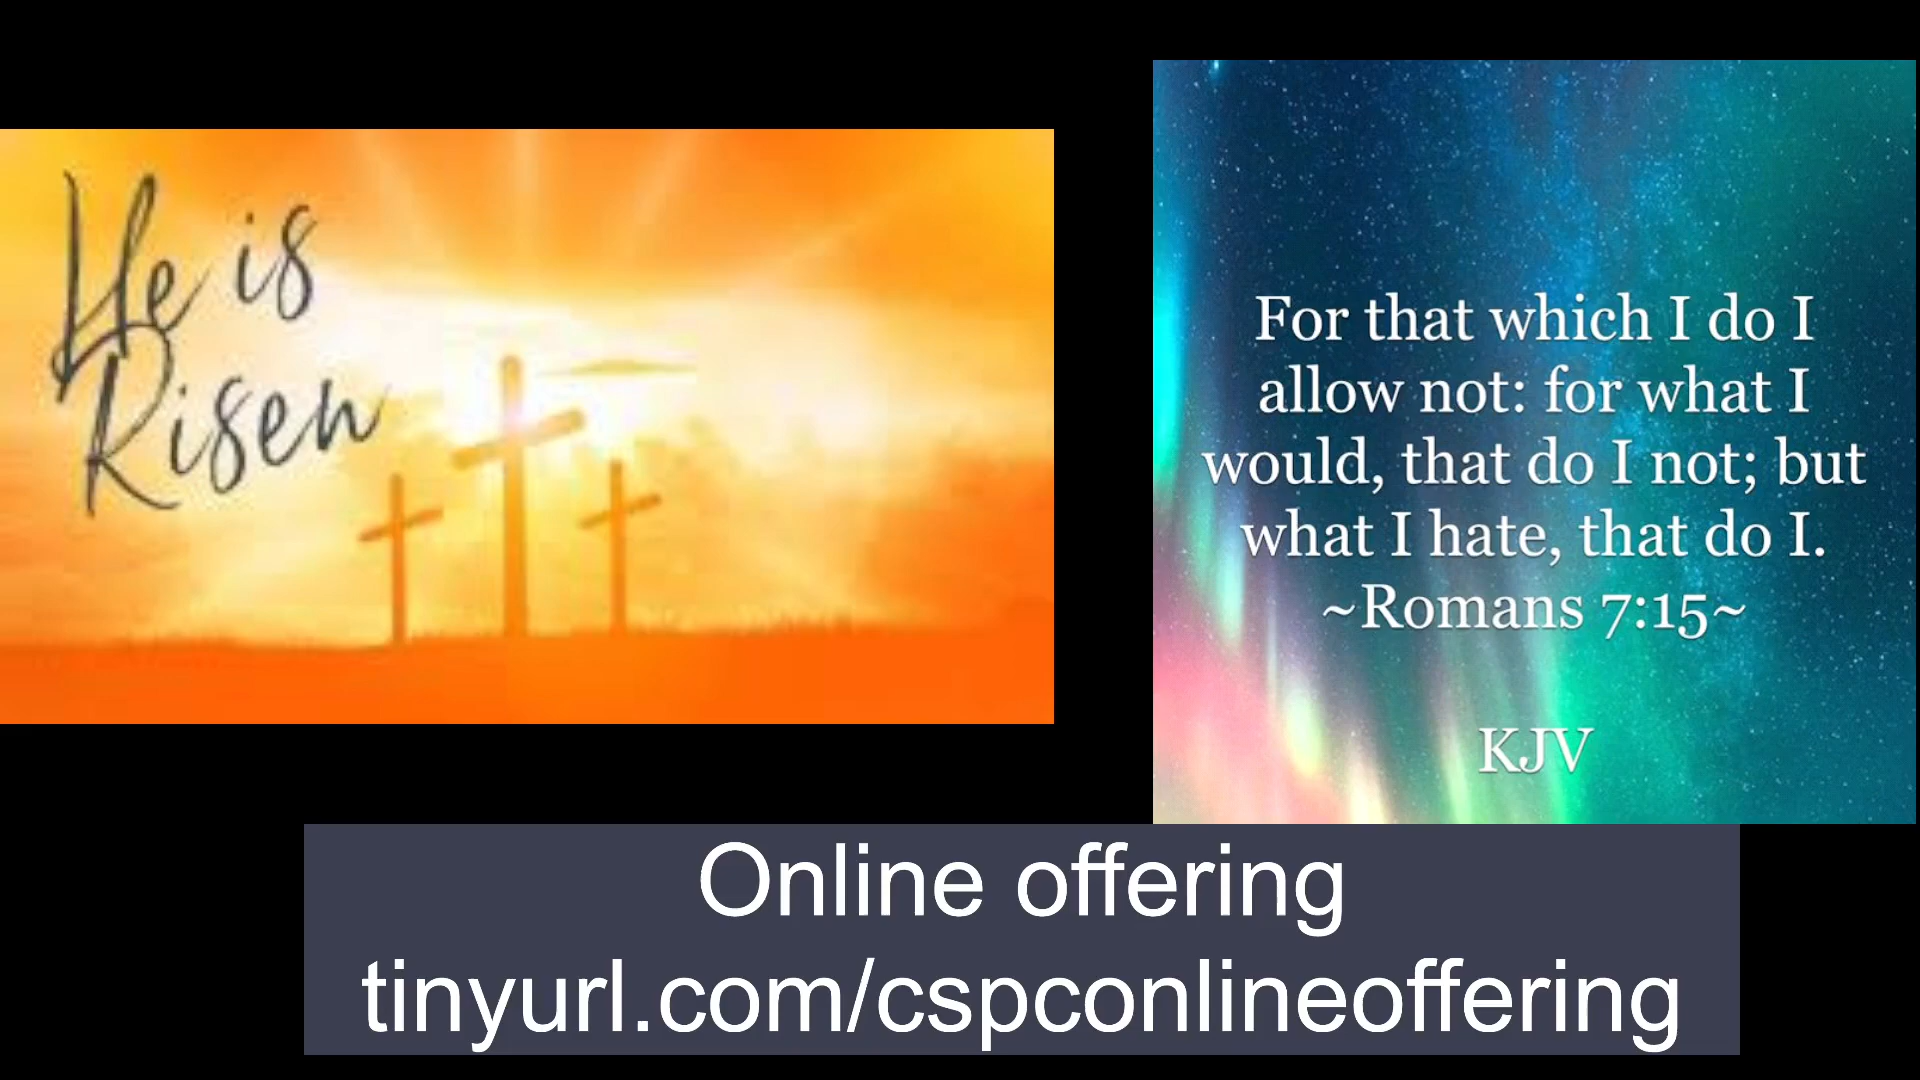 He is
Risen
For that which I do I
allow not: for what I
would, that do I not; but
what I hate, that do I.
~Romans 7:15~
KJV
Online offering
tinyurl.com/cspconlineoffering